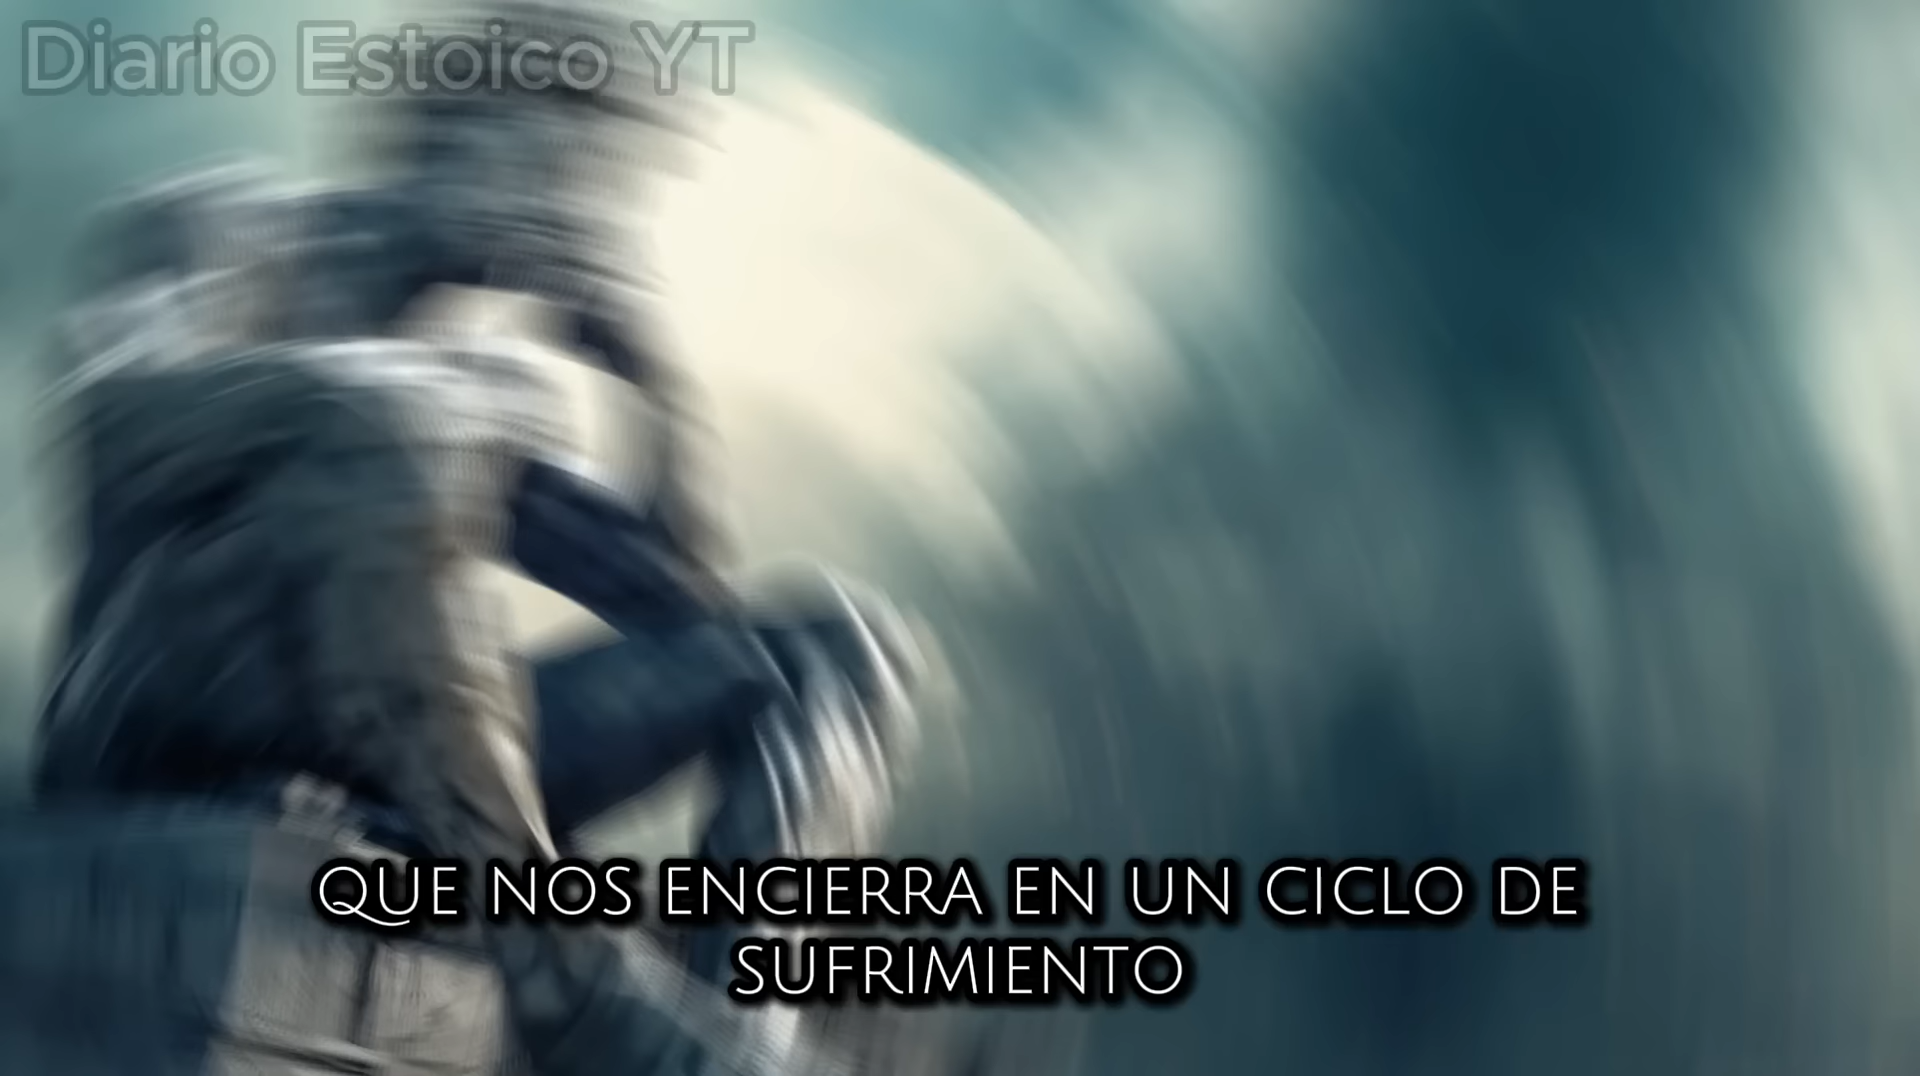 Diario Estoico YT
QUE NOS ENCIERRA EN UN CICLO DE
SUFRIMIENTO